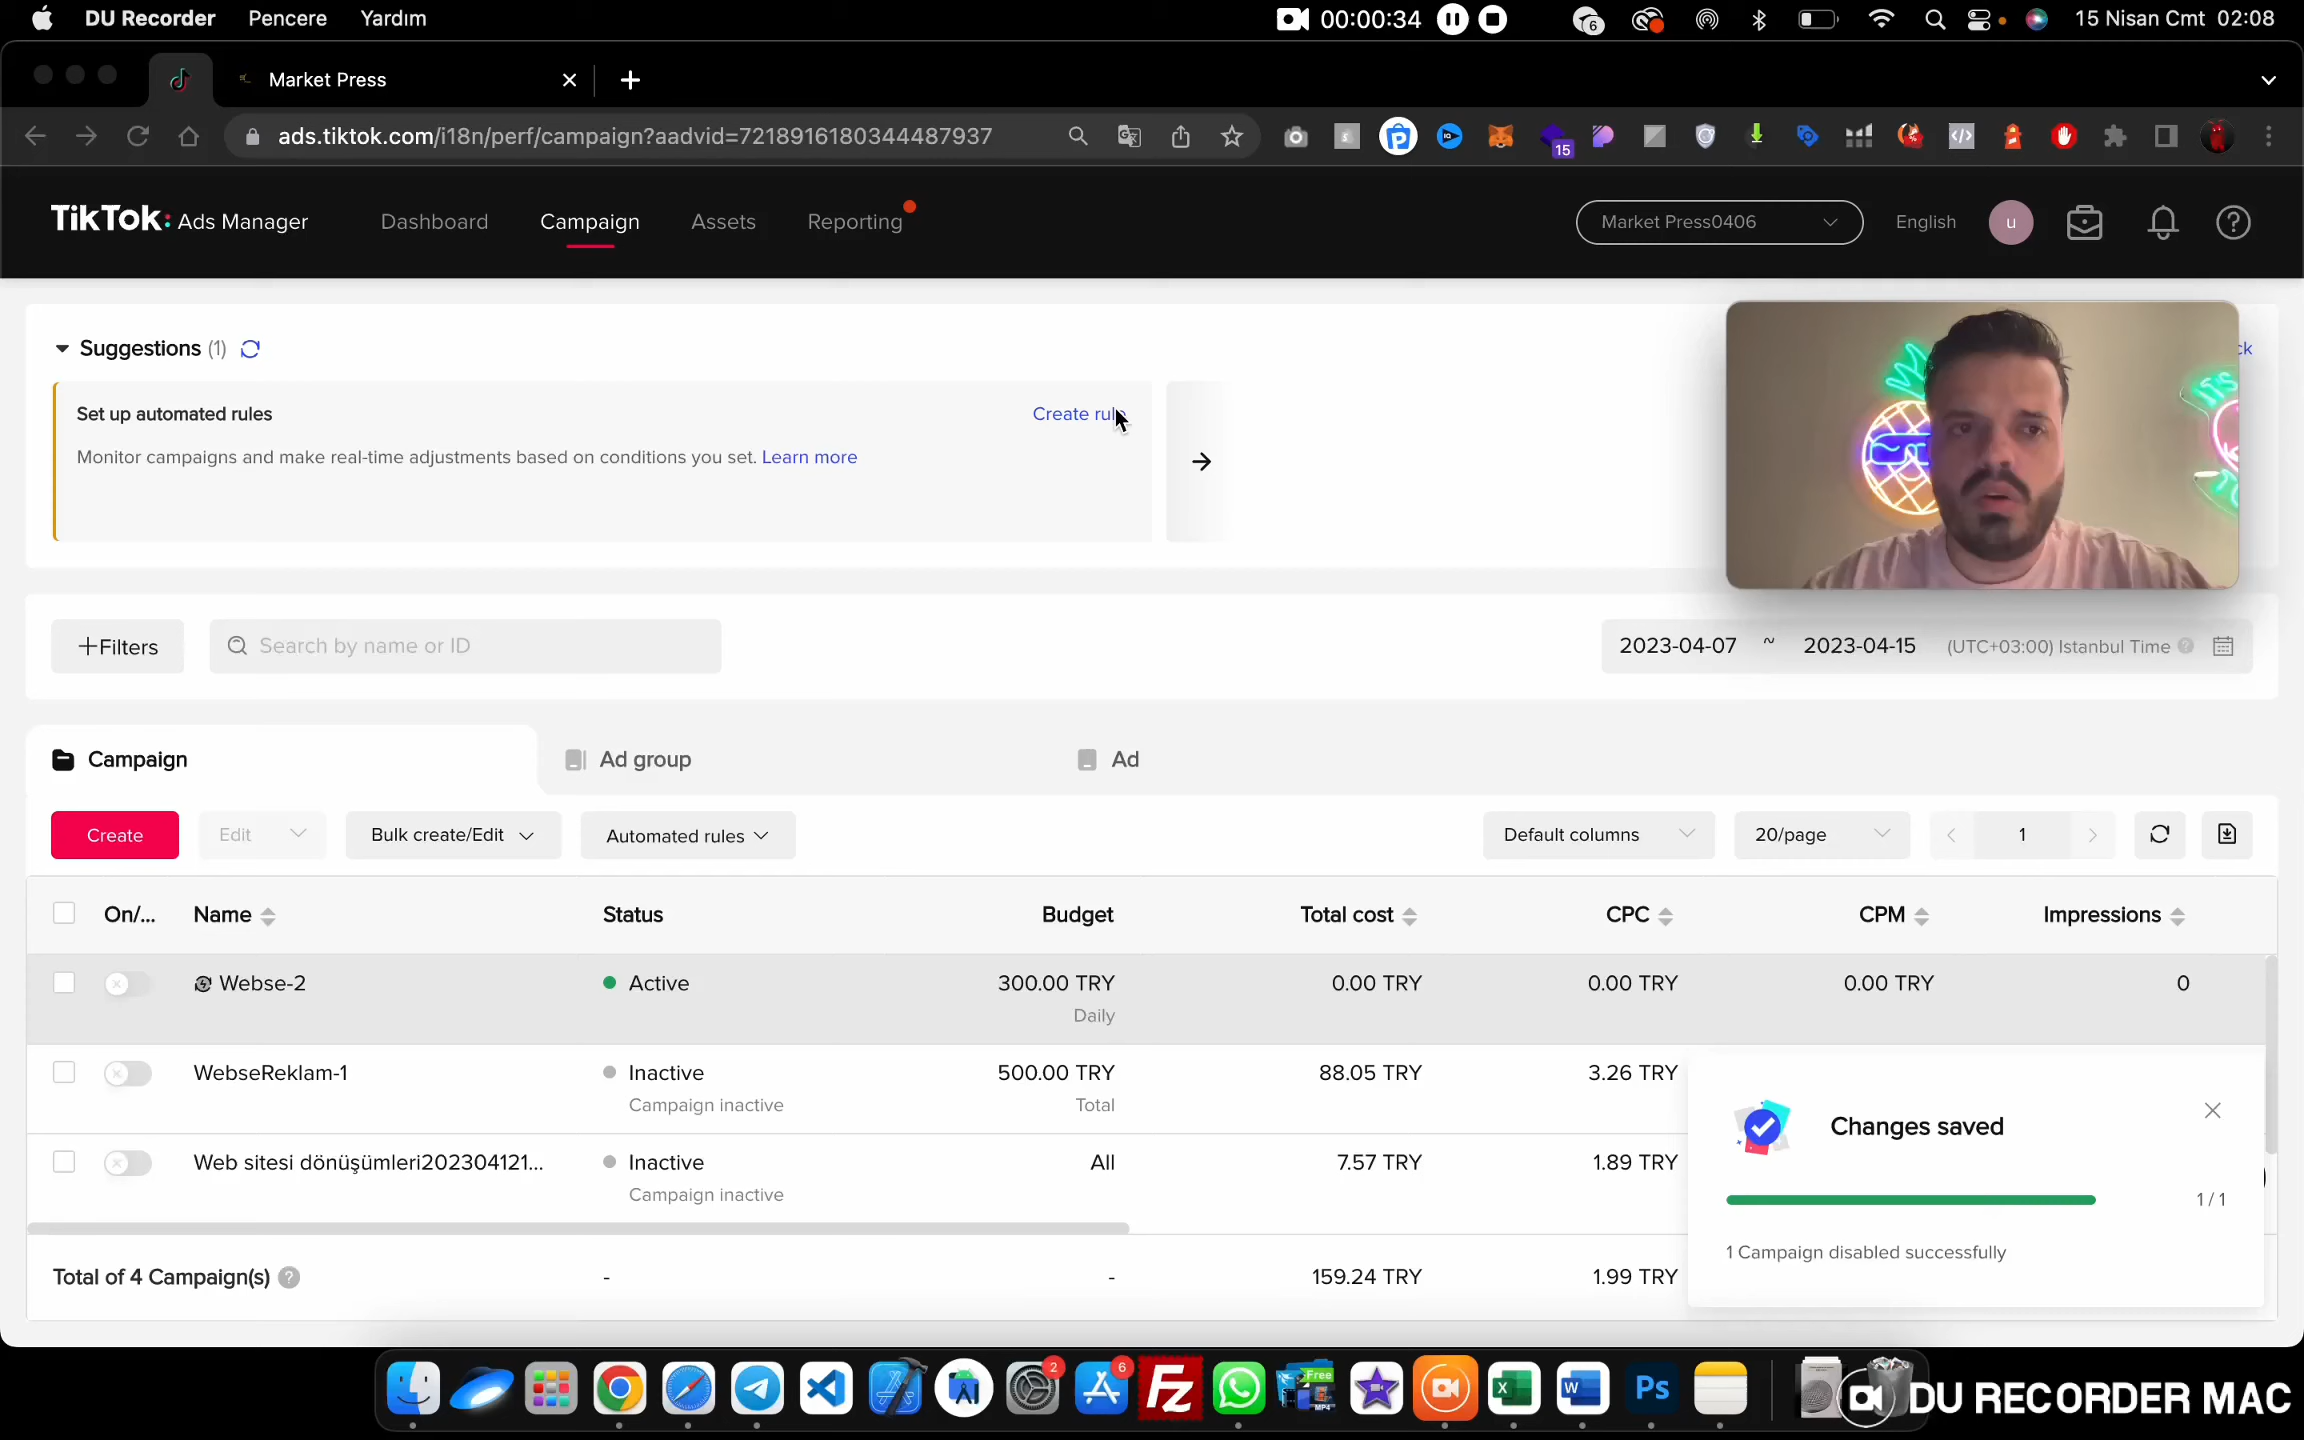 DU Recorder Pencere Yardım 00:00:34 6 15 Nisan Cmt 02:08
Market Press
ads.tiktok.com/i18n/perf/campaign?aadvid=7218916180344487937 15
TikTok: Ads Manager Dashboard Campaign Assets Reporting Market Press0406 English u
Suggestions (1)
ck
Set up automated rules Create rule
Monitor campaigns and make real-time adjustments based on conditions you set. Learn more
+Filters Search by name or ID 2023-04-07 ~ 2023-04-15 (UTC+03:00) Istanbul Time
Campaign Ad group Ad
Create Edit Bulk create/Edit Automated rules Default columns 20/page 1
On/... Name Status Budget Total cost CPC CPM Impressions
Webse-2 Active 300.00 TRY 0.00 TRY 0.00 TRY 0.00 TRY 0
Daily
WebseReklam-1 Inactive 500.00 TRY 88.05 TRY 3.26 TRY
Campaign inactive Total
Web sitesi dönüşümleri202304121... Inactive All 7.57 TRY 1.89 TRY
Campaign inactive
Total of 4 Campaign(s) ? - - 159.24 TRY 1.99 TRY
Changes saved
1 / 1
1 Campaign disabled successfully
2 6 Fz Free MP4 X W Ps
DU RECORDER MAC